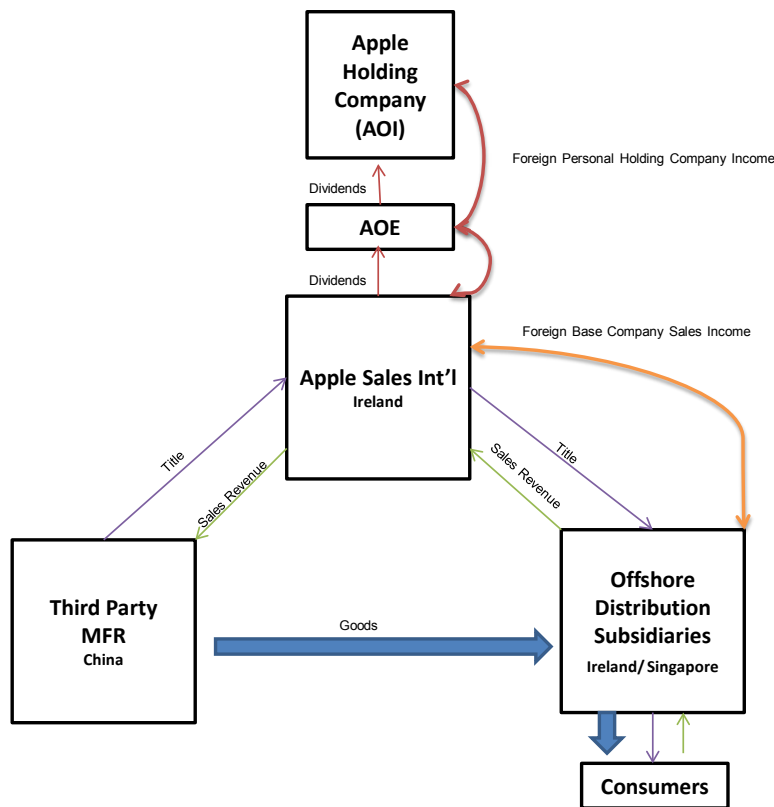 Apple
Holding
Company
(AOI)
Foreign Personal Holding Company Income
Dividends
AOE
Dividends
Foreign Base Company Sales Income
Apple Sales Int’l
Ireland
Title
Sales Revenue
Sales Revenue
Title
Third Party
MFR
China
Goods
Offshore
Distribution
Subsidiaries
Ireland/ Singapore
Consumers